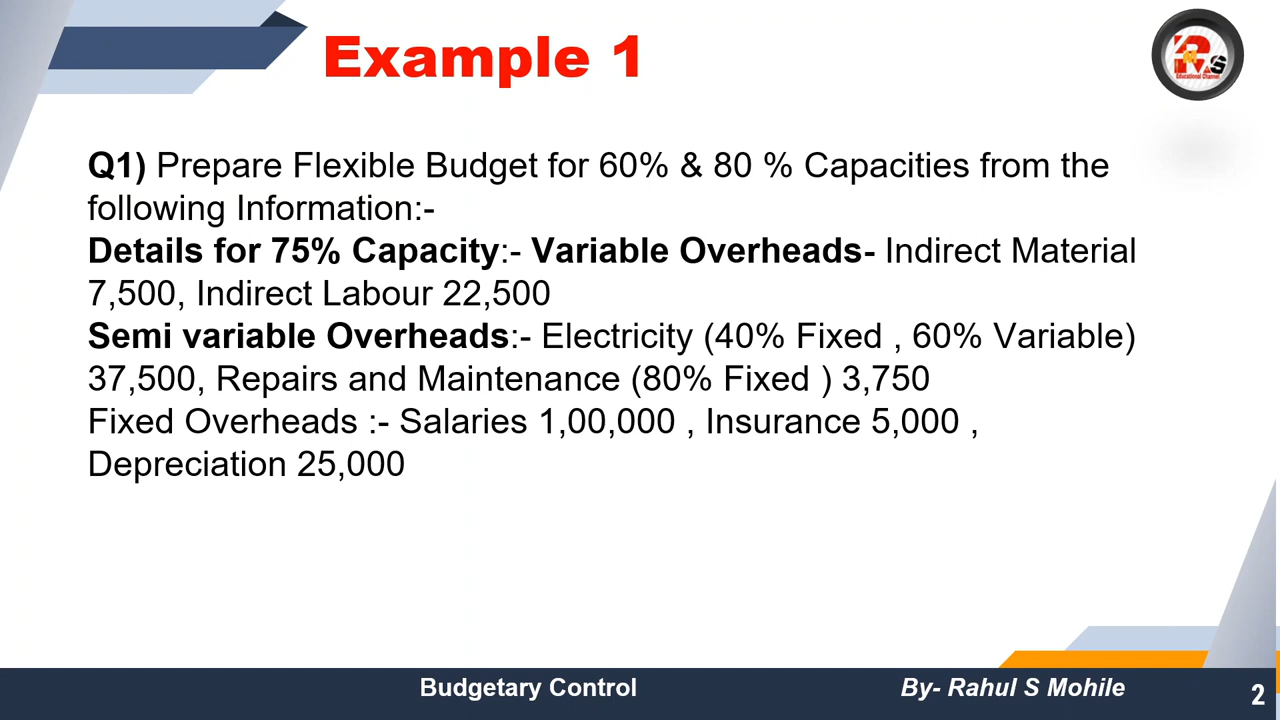 Example 1
Educational Channel
Q1) Prepare Flexible Budget for 60% & 80 % Capacities from the
following Information:-
Details for 75% Capacity:- Variable Overheads- Indirect Material
7,500, Indirect Labour 22,500
Semi variable Overheads:- Electricity (40% Fixed , 60% Variable)
37,500, Repairs and Maintenance (80% Fixed ) 3,750
Fixed Overheads :- Salaries 1,00,000 , Insurance 5,000 ,
Depreciation 25,000
Budgetary Control
By- Rahul S Mohile
2